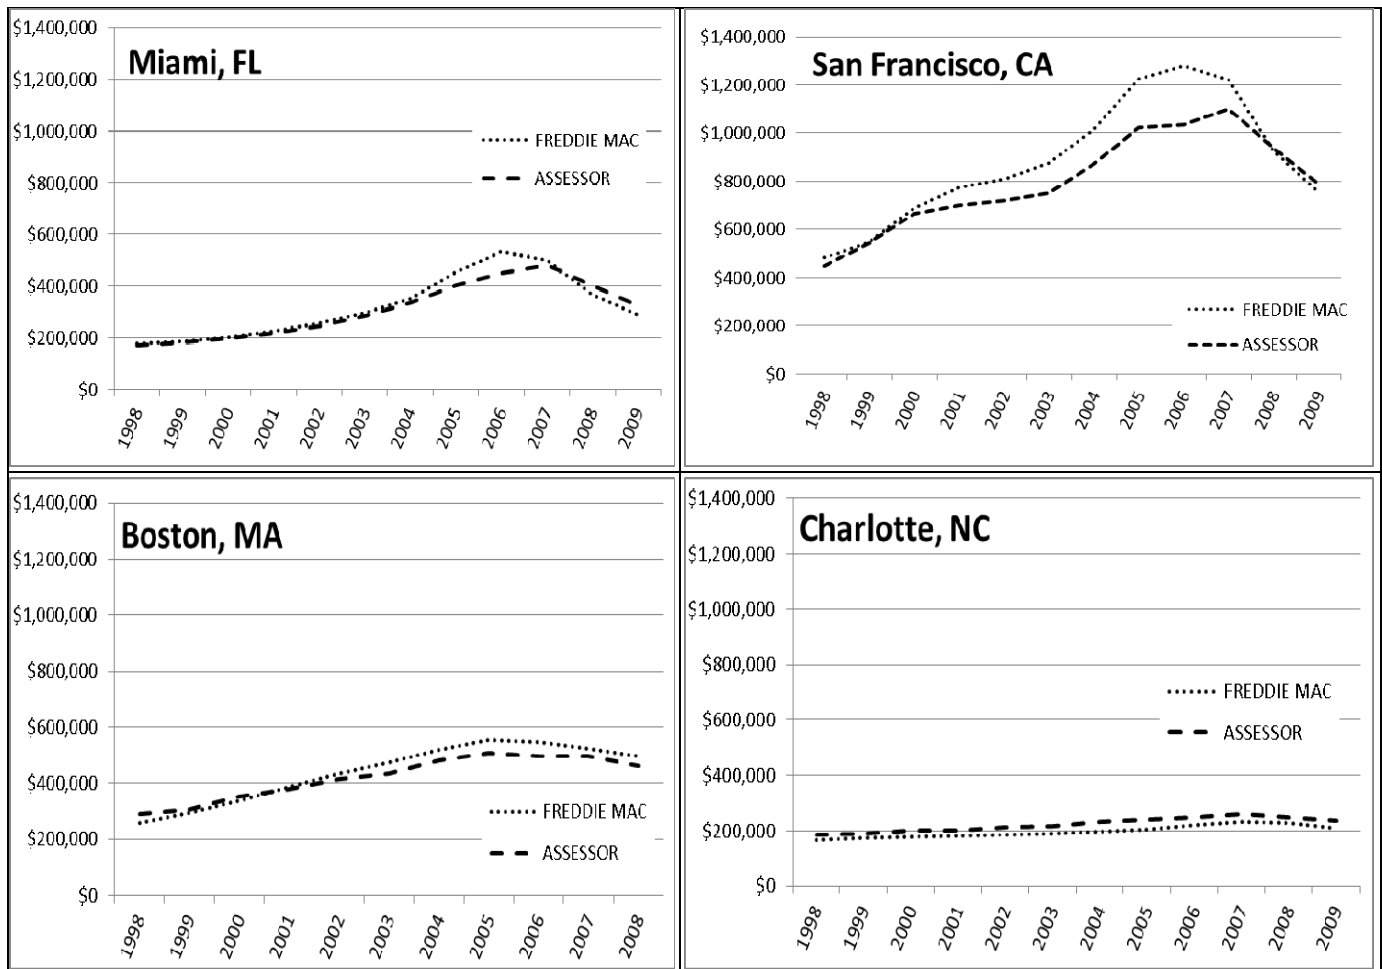 Miami, FL
$1,400,000
$1,200,000
$1,000,000
$800,000
$600,000
$400,000
$200,000
$0
FREDDIE MAC
ASSESSOR
1998 1999 2000 2001 2002 2003 2004 2005 2006 2007 2008 2009
San Francisco, CA
$1,400,000
$1,200,000
$1,000,000
$800,000
$600,000
$400,000
$200,000
$0
FREDDIE MAC
ASSESSOR
1998 1999 2000 2001 2002 2003 2004 2005 2006 2007 2008 2009
Boston, MA
$1,400,000
$1,200,000
$1,000,000
$800,000
$600,000
$400,000
$200,000
$0
FREDDIE MAC
ASSESSOR
1998 1999 2000 2001 2002 2003 2004 2005 2006 2007 2008
Charlotte, NC
$1,400,000
$1,200,000
$1,000,000
$800,000
$600,000
$400,000
$200,000
$0
FREDDIE MAC
ASSESSOR
1998 1999 2000 2001 2002 2003 2004 2005 2006 2007 2008 2009